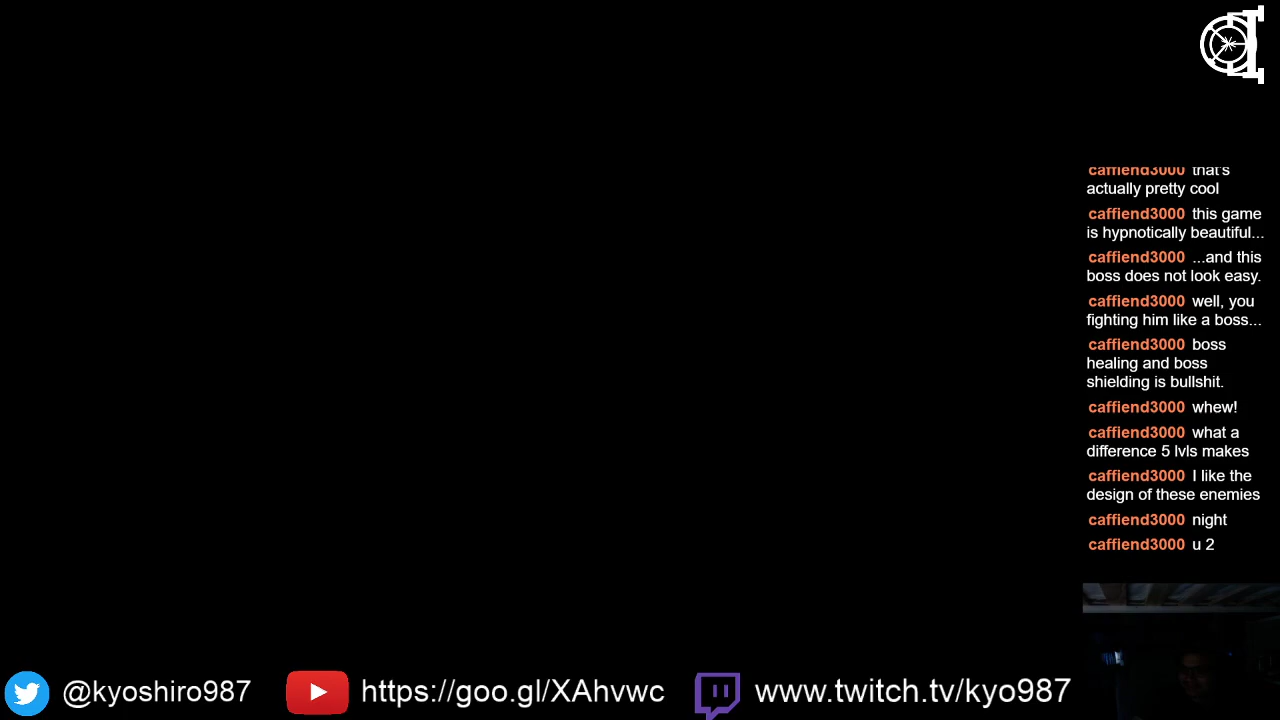 caffiend3000 that's
actually pretty cool
caffiend3000 this game
is hypnotically beautiful...
caffiend3000 ...and this
boss does not look easy.
caffiend3000 well, you
fighting him like a boss...
caffiend3000 boss
healing and boss
shielding is bullshit.
caffiend3000 whew!
caffiend3000 what a
difference 5 lvls makes
caffiend3000 I like the
design of these enemies
caffiend3000 night
caffiend3000 u 2
@kyoshiro987 https://goo.gl/XAhvwc www.twitch.tv/kyo987